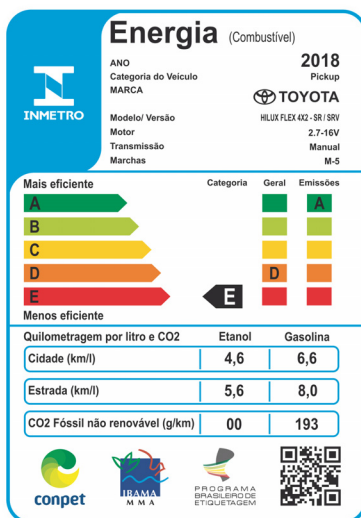 Energia (Combustível)
INMETRO
ANO 2018
Categoria do Veículo Pickup
MARCA TOYOTA
Modelo/ Versão HILUX FLEX 4X2 - SR / SRV
Motor 2.7-16V
Transmissão Manual
Marchas M-5
Mais eficiente Categoria Geral Emissões
A A
B
C
D D
E E
Menos eficiente
Quilometragem por litro e CO2 Etanol Gasolina
Cidade (km/l) 4,6 6,6
Estrada (km/l) 5,6 8,0
CO2 Fóssil não renovável (g/km) 00 193
conpet
IBAMA
M M A
PROGRAMA
BRASILEIRO DE
ETIQUETAGEM